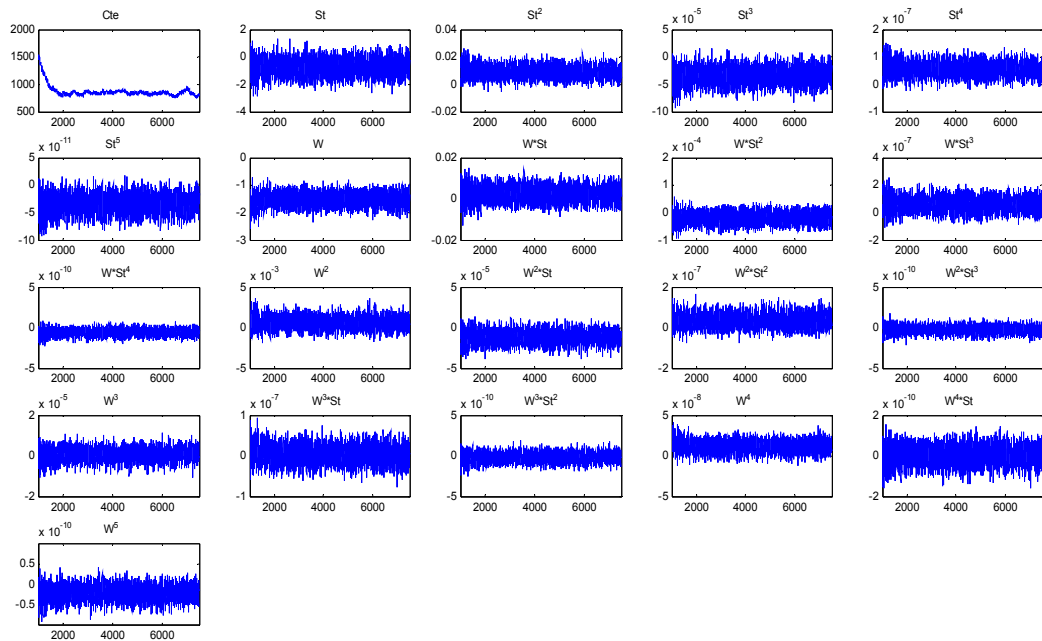 Cte
2000
1500
1000
500
2000 4000 6000
St
2
0
-2
-4
2000 4000 6000
St²
0.04
0.02
0
-0.02
2000 4000 6000
x 10⁻⁵ St³
5
0
-5
-10
2000 4000 6000
x 10⁻⁷ St⁴
2
1
0
-1
2000 4000 6000
x 10⁻¹¹ St⁵
5
0
-5
-10
2000 4000 6000
W
0
-1
-2
-3
2000 4000 6000
W*St
0.02
0
-0.02
2000 4000 6000
x 10⁻⁴ W*St²
2
1
0
-1
2000 4000 6000
x 10⁻⁷ W*St³
4
2
0
-2
2000 4000 6000
x 10⁻¹⁰ W*St⁴
5
0
-5
2000 4000 6000
x 10⁻³ W²
5
0
-5
2000 4000 6000
x 10⁻⁵ W²*St
5
0
-5
2000 4000 6000
x 10⁻⁷ W²*St²
2
0
-2
2000 4000 6000
x 10⁻¹⁰ W²*St³
5
0
-5
2000 4000 6000
x 10⁻⁵ W³
2
0
-2
2000 4000 6000
x 10⁻⁷ W³*St
1
0
-1
2000 4000 6000
x 10⁻¹⁰ W³*St²
5
0
-5
2000 4000 6000
x 10⁻⁸ W⁴
5
0
-5
2000 4000 6000
x 10⁻¹⁰ W⁴*St
2
0
-2
2000 4000 6000
x 10⁻¹⁰ W⁵
0.5
0
-0.5
2000 4000 6000